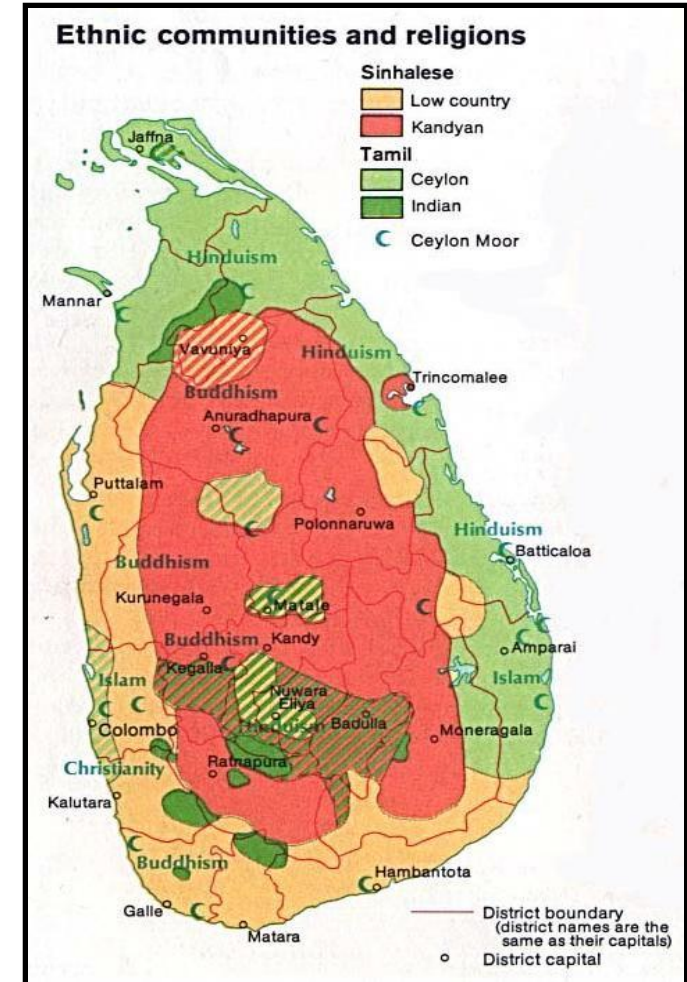 Ethnic communities and religions
Sinhalese
Low country
Kandyan
Tamil
Ceylon
Indian
Ceylon Moor
Jaffna
Hinduism
Mannar
Vavuniya
Hinduism
Trincomalee
Buddhism
Anuradhapura
Puttalam
Polonnaruwa
Hinduism
Batticaloa
Buddhism
Kurunegala
Matale
Buddhism
Kandy
Amparai
Kegalla
Islam
Islam
Nuwara
Eliya
Badulla
Hinduism
Colombo
Moneragala
Christianity
Ratnapura
Kalutara
Buddhism
Hambantota
Galle
Matara
District boundary
(district names are the
same as their capitals)
District capital